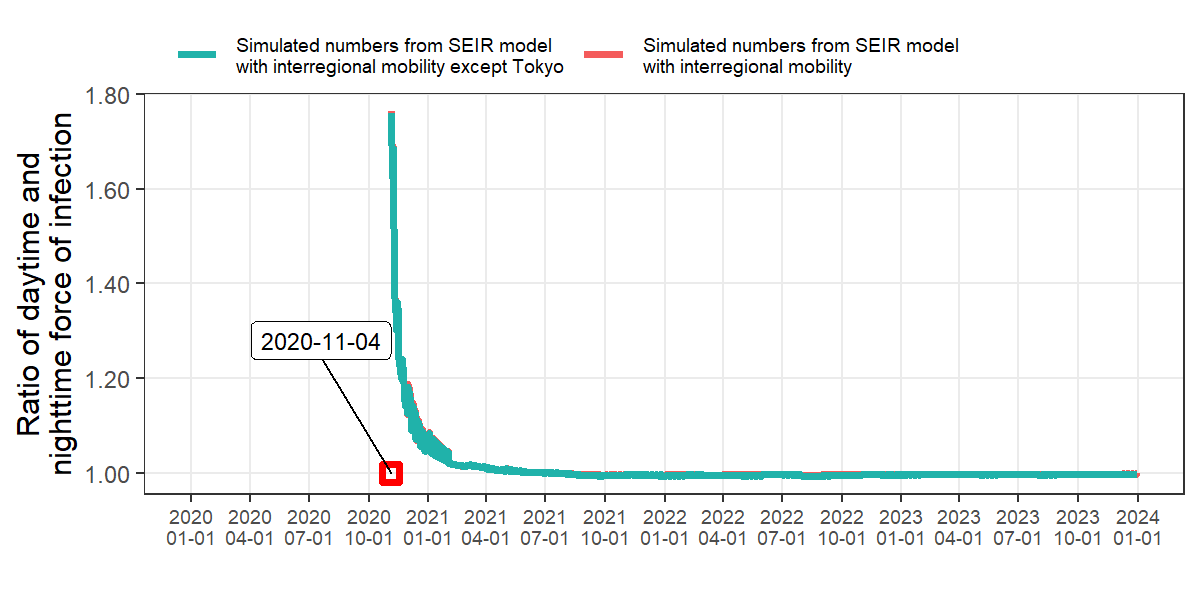 Simulated numbers from SEIR model
with interregional mobility except Tokyo
Simulated numbers from SEIR model
with interregional mobility
Ratio of daytime and
nighttime force of infection
1.80
1.60
1.40
1.20
1.00
2020-11-04
2020 2020 2020 2020 2021 2021 2021 2021 2022 2022 2022 2022 2023 2023 2023 2023 2024
01-01 04-01 07-01 10-01 01-01 04-01 07-01 10-01 01-01 04-01 07-01 10-01 01-01 04-01 07-01 10-01 01-01